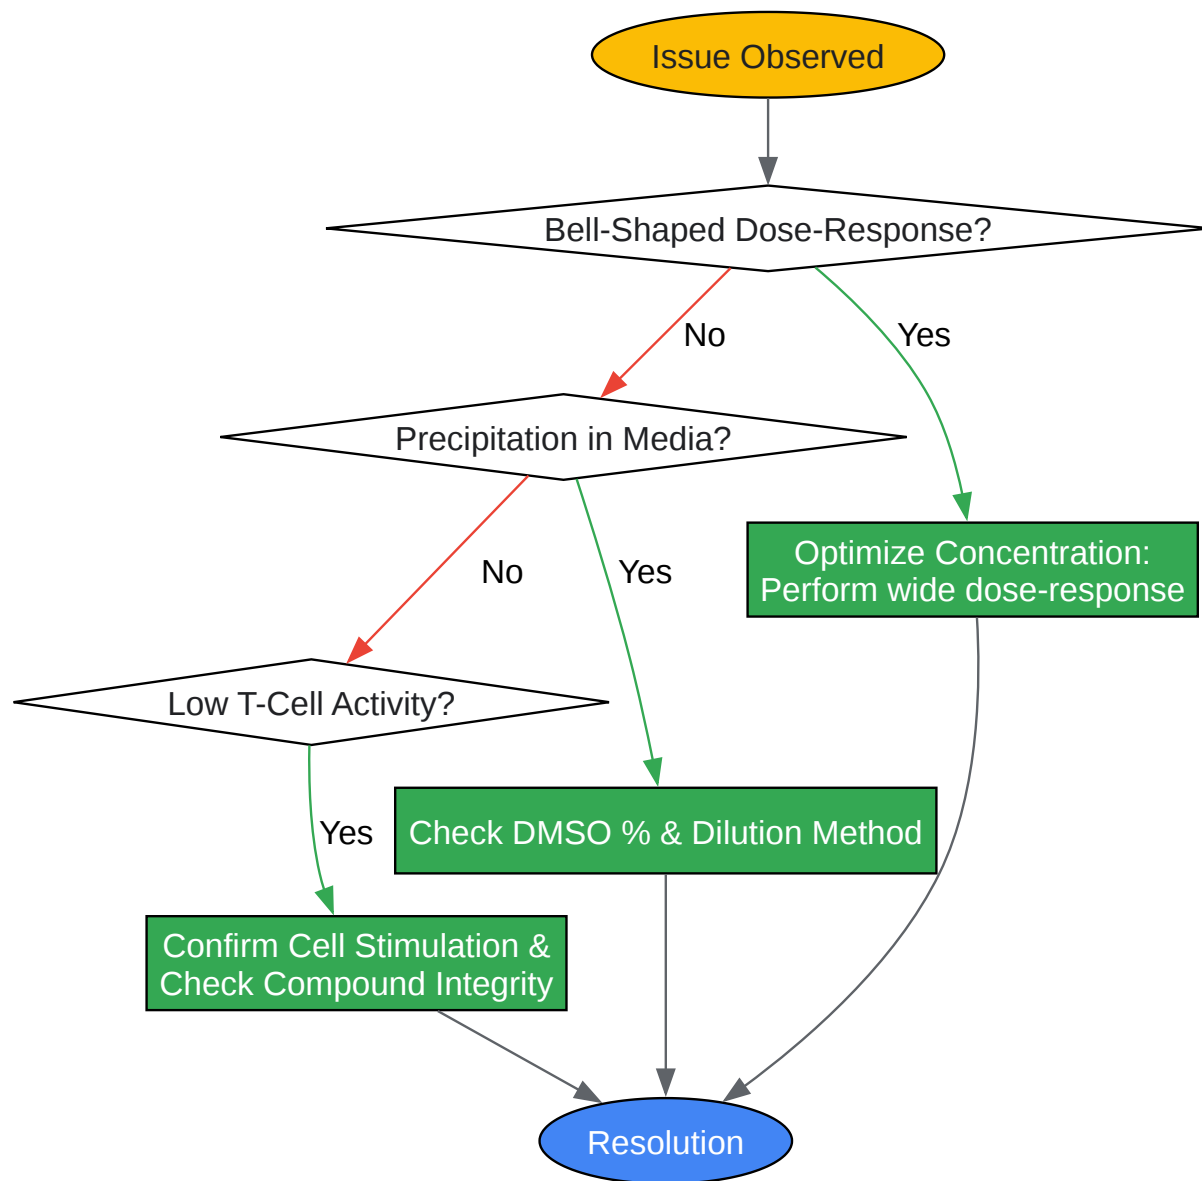 Issue Observed
Bell-Shaped Dose-Response?
No
Yes
Precipitation in Media?
Optimize Concentration:
Perform wide dose-response
No
Yes
Low T-Cell Activity?
Yes
Check DMSO % & Dilution Method
Confirm Cell Stimulation &
Check Compound Integrity
Resolution